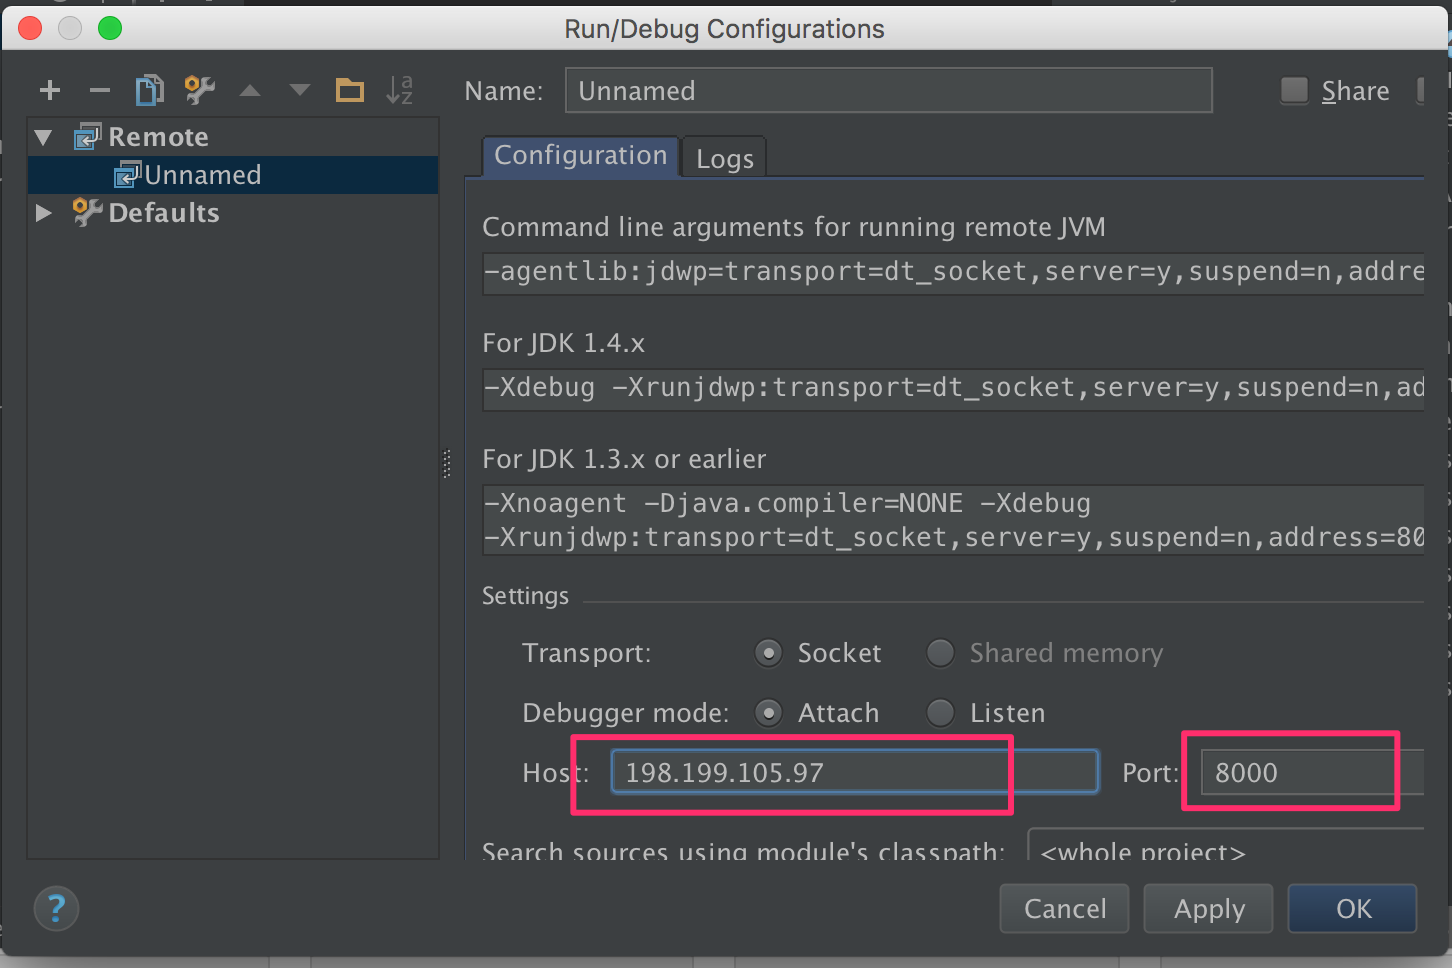 Run/Debug Configurations
Name: Unnamed Share
Remote
Unnamed
Defaults
Configuration Logs
Command line arguments for running remote JVM
-agentlib:jdwp=transport=dt_socket,server=y,suspend=n,addre
For JDK 1.4.x
-Xdebug -Xrunjdwp:transport=dt_socket,server=y,suspend=n,ad
For JDK 1.3.x or earlier
-Xnoagent -Djava.compiler=NONE -Xdebug
-Xrunjdwp:transport=dt_socket,server=y,suspend=n,address=80
Settings
Transport: Socket Shared memory
Debugger mode: Attach Listen
Host: 198.199.105.97 Port: 8000
Search sources using module's classpath: <whole project>
? Cancel Apply OK